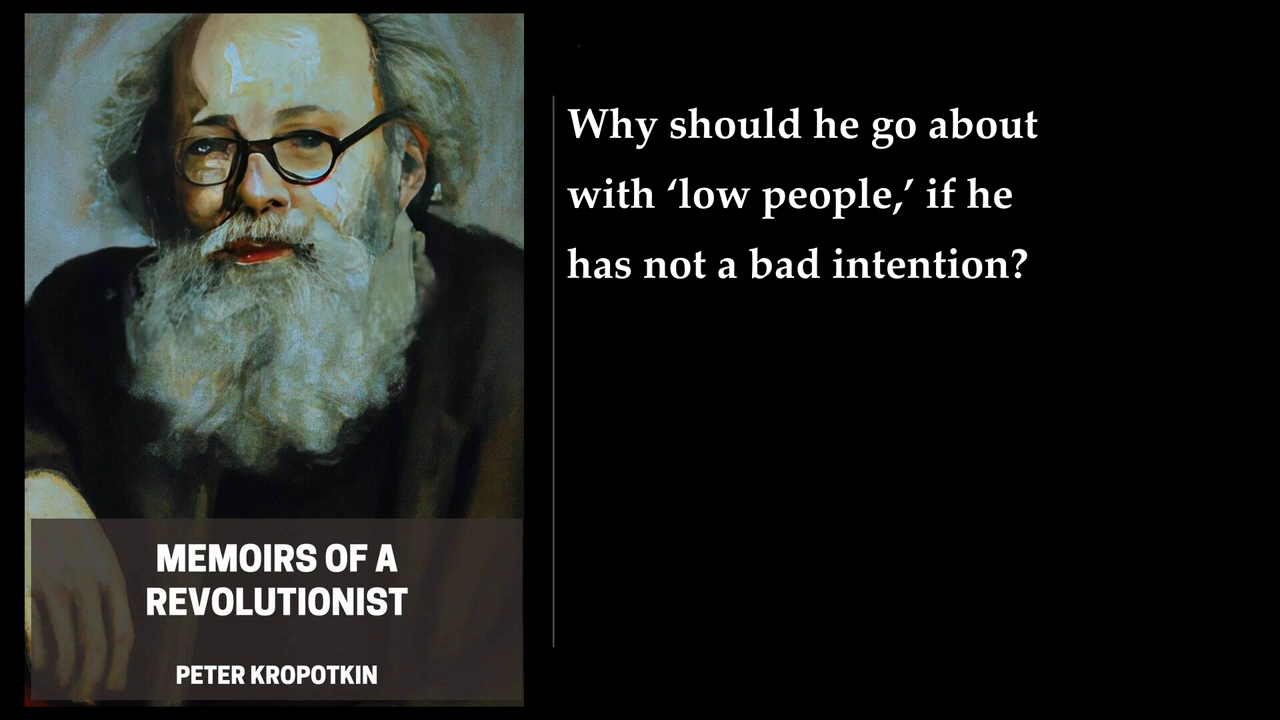 Why should he go about
with ‘low people,’ if he
has not a bad intention?
MEMOIRS OF A
REVOLUTIONIST
PETER KROPOTKIN